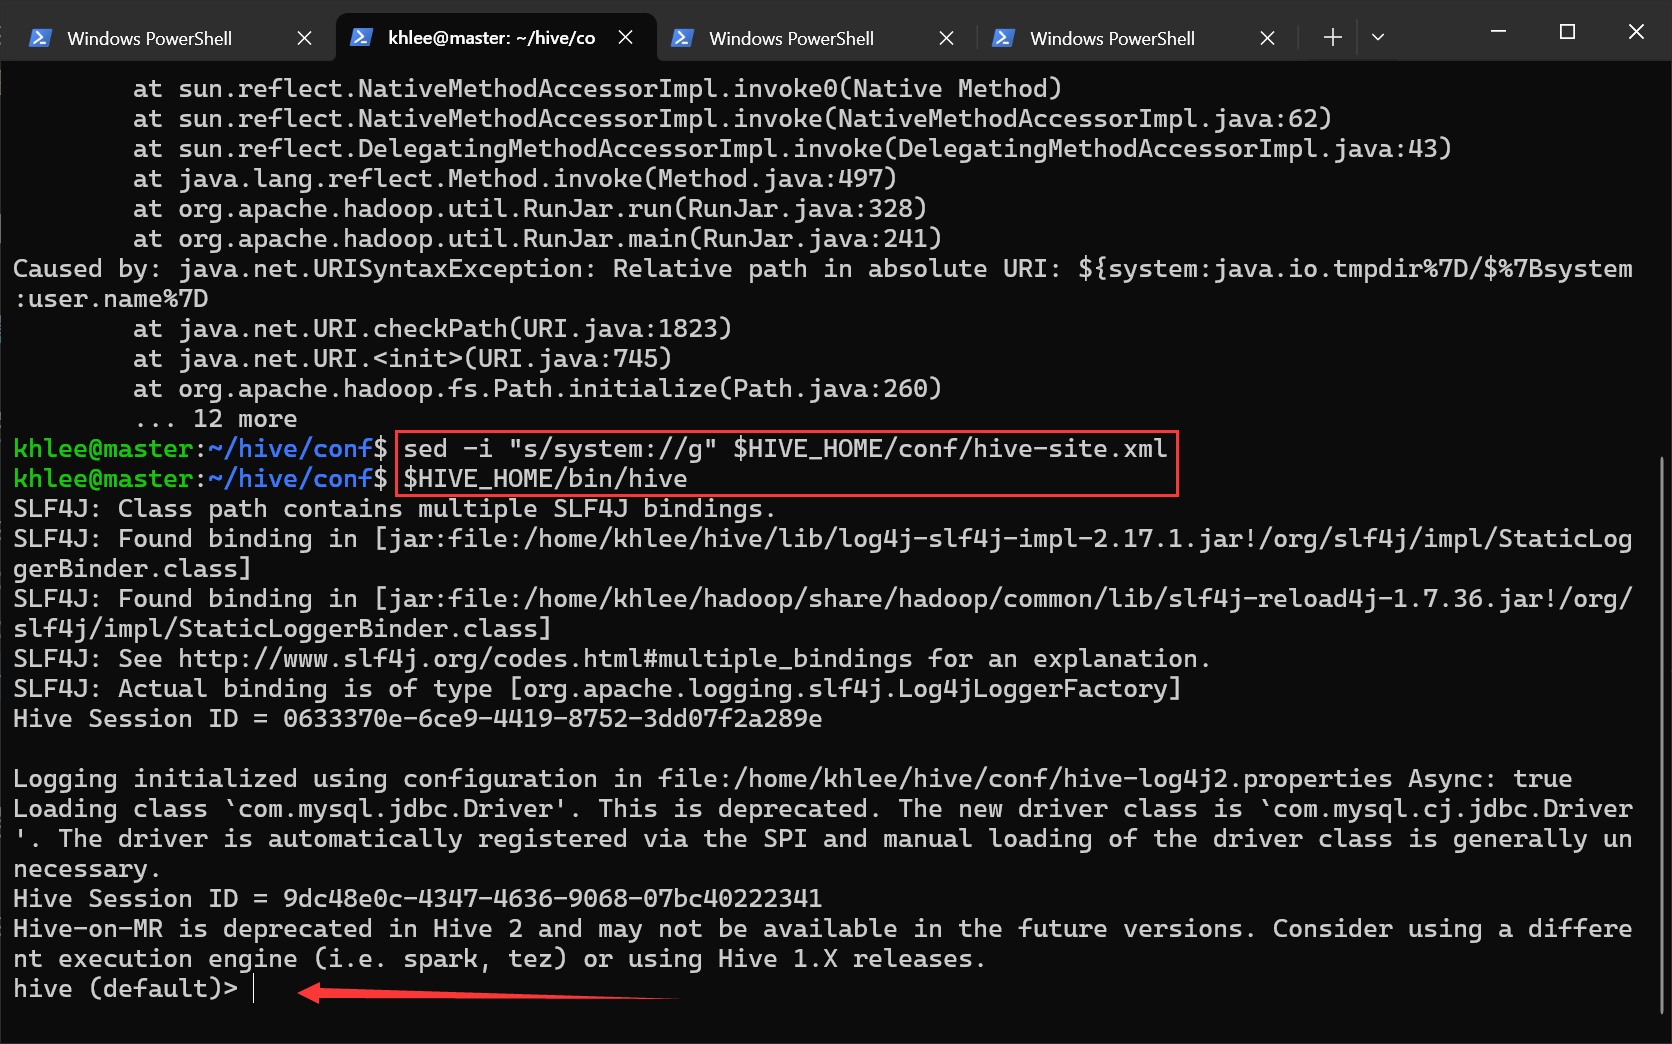 Windows PowerShell
khlee@master: ~/hive/co
Windows PowerShell
Windows PowerShell
at sun.reflect.NativeMethodAccessorImpl.invoke0(Native Method)
at sun.reflect.NativeMethodAccessorImpl.invoke(NativeMethodAccessorImpl.java:62)
at sun.reflect.DelegatingMethodAccessorImpl.invoke(DelegatingMethodAccessorImpl.java:43)
at java.lang.reflect.Method.invoke(Method.java:497)
at org.apache.hadoop.util.RunJar.run(RunJar.java:328)
at org.apache.hadoop.util.RunJar.main(RunJar.java:241)
Caused by: java.net.URISyntaxException: Relative path in absolute URI: ${system:java.io.tmpdir%7D/$%7Bsystem
:user.name%7D
at java.net.URI.checkPath(URI.java:1823)
at java.net.URI.<init>(URI.java:745)
at org.apache.hadoop.fs.Path.initialize(Path.java:260)
... 12 more
khlee@master:~/hive/conf$ sed -i "s/system://g" $HIVE_HOME/conf/hive-site.xml
khlee@master:~/hive/conf$ $HIVE_HOME/bin/hive
SLF4J: Class path contains multiple SLF4J bindings.
SLF4J: Found binding in [jar:file:/home/khlee/hive/lib/log4j-slf4j-impl-2.17.1.jar!/org/slf4j/impl/StaticLog
gerBinder.class]
SLF4J: Found binding in [jar:file:/home/khlee/hadoop/share/hadoop/common/lib/slf4j-reload4j-1.7.36.jar!/org/
slf4j/impl/StaticLoggerBinder.class]
SLF4J: See http://www.slf4j.org/codes.html#multiple_bindings for an explanation.
SLF4J: Actual binding is of type [org.apache.logging.slf4j.Log4jLoggerFactory]
Hive Session ID = 0633370e-6ce9-4419-8752-3dd07f2a289e
Logging initialized using configuration in file:/home/khlee/hive/conf/hive-log4j2.properties Async: true
Loading class `com.mysql.jdbc.Driver'. This is deprecated. The new driver class is `com.mysql.cj.jdbc.Driver
'. The driver is automatically registered via the SPI and manual loading of the driver class is generally un
necessary.
Hive Session ID = 9dc48e0c-4347-4636-9068-07bc40222341
Hive-on-MR is deprecated in Hive 2 and may not be available in the future versions. Consider using a differe
nt execution engine (i.e. spark, tez) or using Hive 1.X releases.
hive (default)>